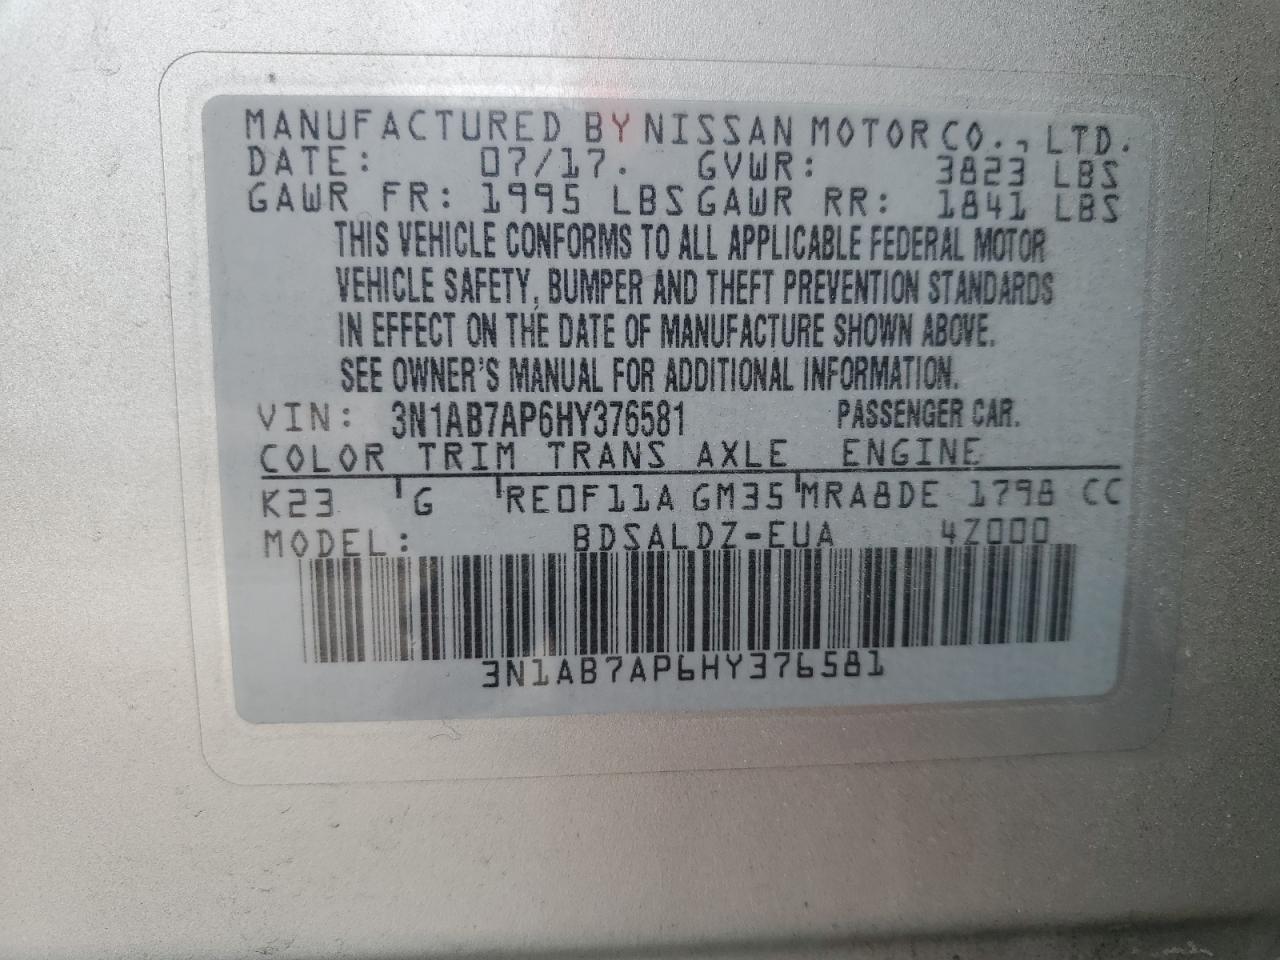 MANUFACTURED BY NISSAN MOTOR CO., LTD.
DATE: 07/17. GVWR: 3823 LBS
GAWR FR: 1995 LBS GAWR RR: 1841 LBS
THIS VEHICLE CONFORMS TO ALL APPLICABLE FEDERAL MOTOR
VEHICLE SAFETY, BUMPER AND THEFT PREVENTION STANDARDS
IN EFFECT ON THE DATE OF MANUFACTURE SHOWN ABOVE.
SEE OWNER'S MANUAL FOR ADDITIONAL INFORMATION.
VIN: 3N1AB7AP6HY376581 PASSENGER CAR.
COLOR TRIM TRANS AXLE ENGINE
K23 G RE0F11A GM35 MRA8DE 1798 CC
MODEL: BDSALDZ-EUA 4Z000
3N1AB7AP6HY376581